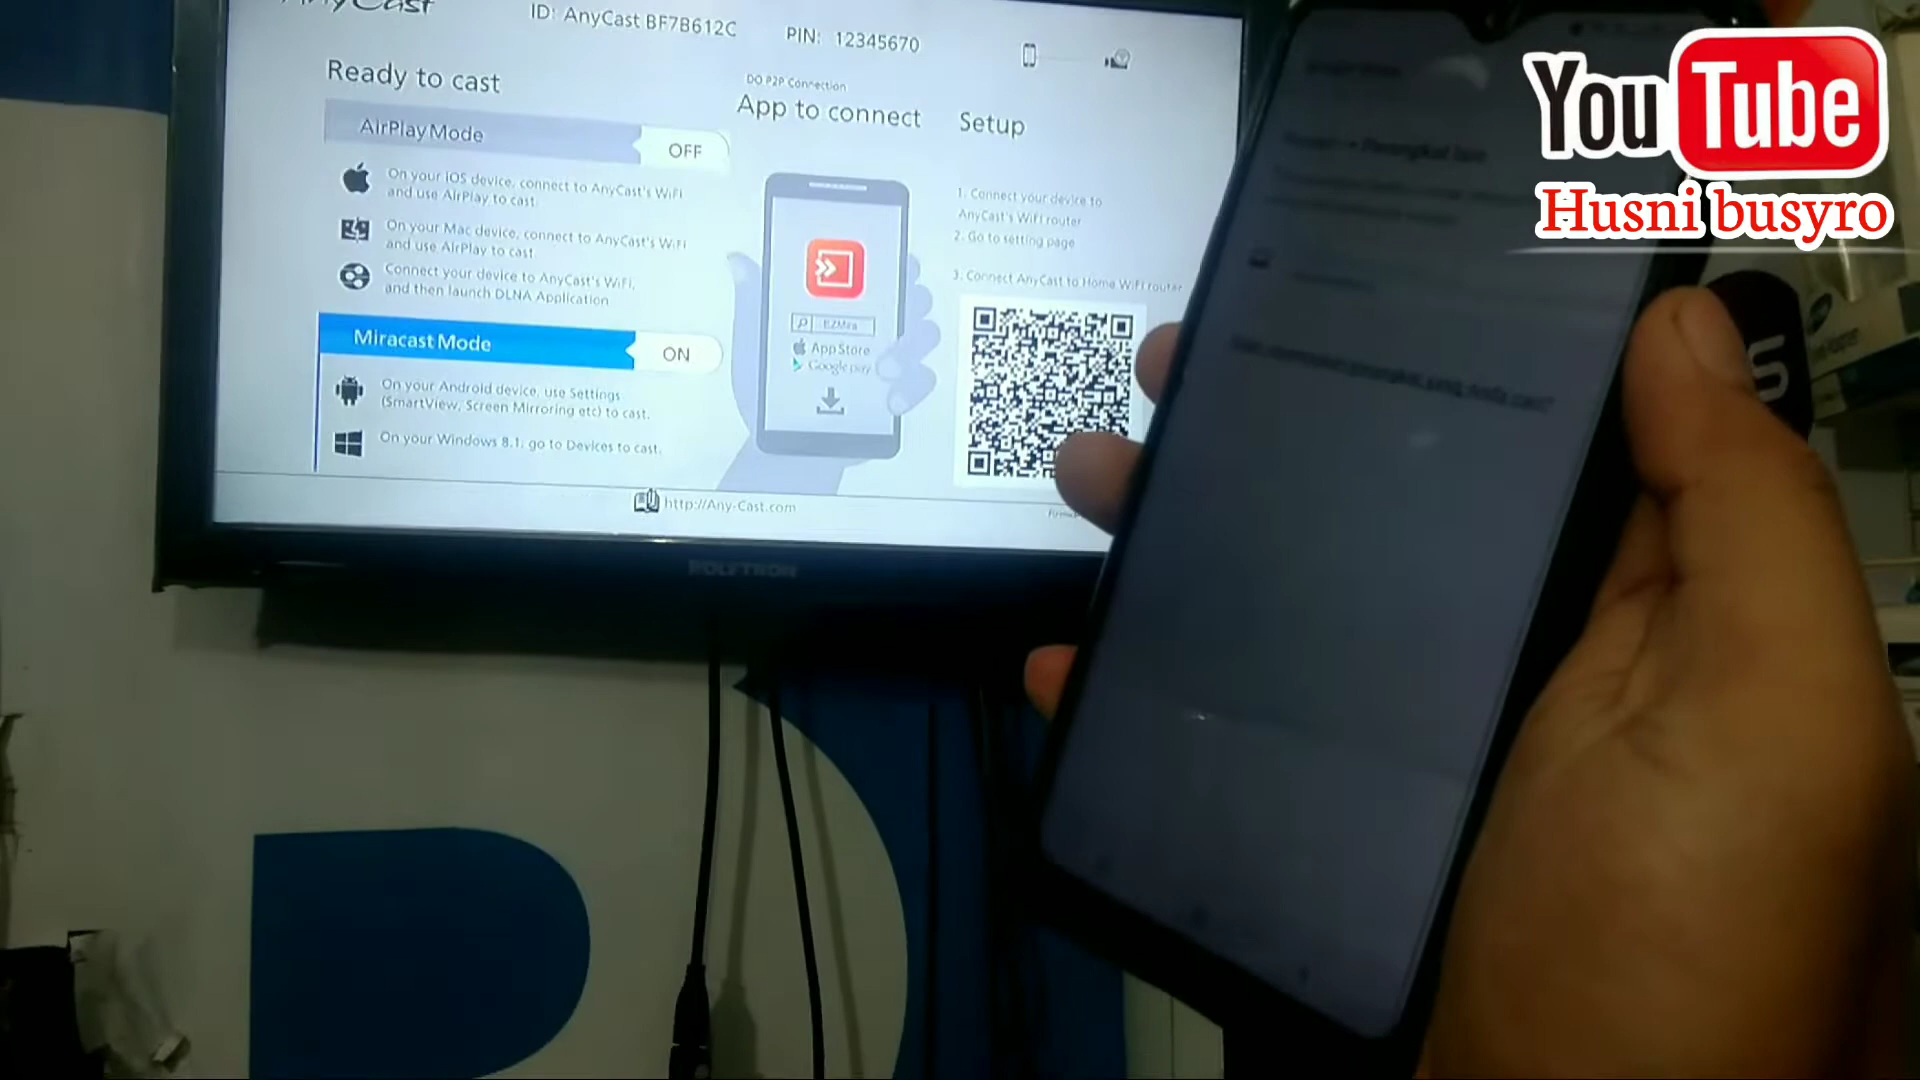 AnyCast
ID: AnyCast BF7B612C
PIN: 12345670
Ready to cast
AirPlay Mode
OFF
On your iOS device, connect to AnyCast's WiFi
and use AirPlay to cast.
On your Mac device, connect to AnyCast's WiFi
and use AirPlay to cast.
Connect your device to AnyCast's WiFi,
and then launch DLNA Application
Miracast Mode
ON
On your Android device, use Settings
(SmartView, Screen Mirroring etc) to cast.
On your Windows 8.1, go to Devices to cast.
DO P2P Connection
App to connect
EZMira
App Store
Google play
Setup
1. Connect your device to
AnyCast's WiFi router
2. Go to setting page
3. Connect AnyCast to Home WiFi router
http://Any-Cast.com
POLYTRON
Perangkat lain
YouTube
Husni busyro
S